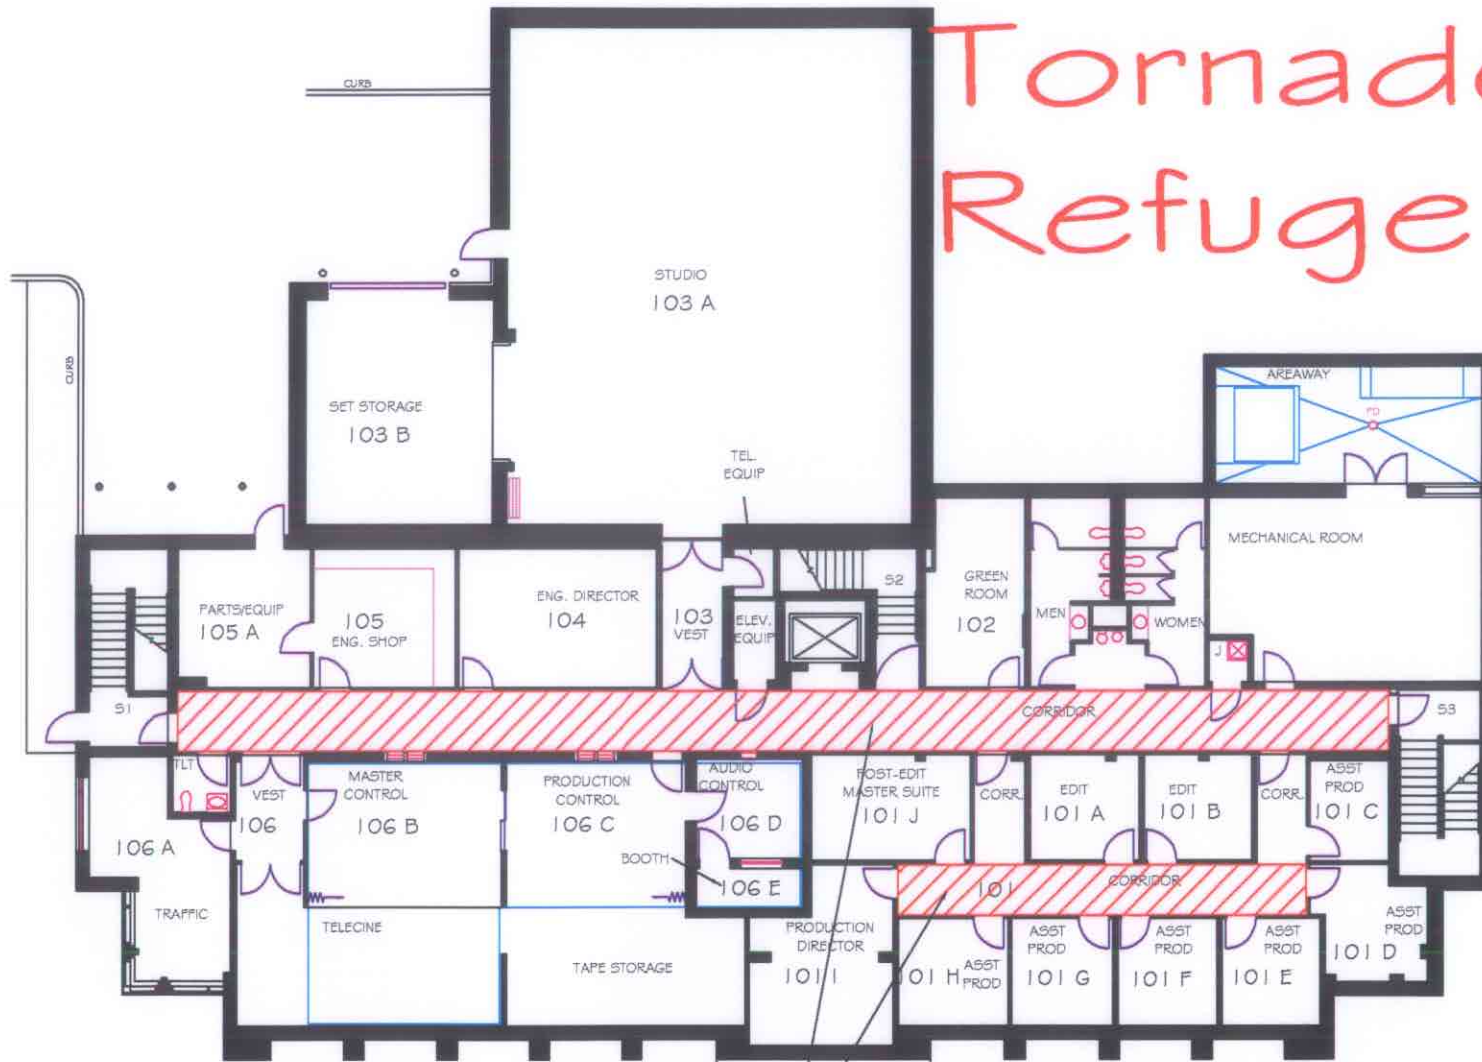 Tornado
Refuge
CURB
CURB
STUDIO
103 A
AREAWAY
FD
SET STORAGE
103 B
TEL.
EQUIP
MECHANICAL ROOM
PARTS/EQUIP
105 A
105
ENG. SHOP
ENG. DIRECTOR
104
103
VEST
ELEV.
EQUIP
S2
GREEN
ROOM
102
MEN
WOMEN
J
S1
CORRIDOR
S3
TLT
VEST
106
MASTER
CONTROL
106 B
PRODUCTION
CONTROL
106 C
AUDIO
CONTROL
106 D
POST-EDIT
MASTER SUITE
101 J
CORR.
EDIT
101 A
EDIT
101 B
CORR.
ASST
PROD
101 C
106 A
BOOTH
106 E
101
CORRIDOR
TRAFFIC
TELECINE
TAPE STORAGE
PRODUCTION
DIRECTOR
101 I
101 H
ASST
PROD
ASST
PROD
101 G
ASST
PROD
101 F
ASST
PROD
101 E
ASST
PROD
101 D